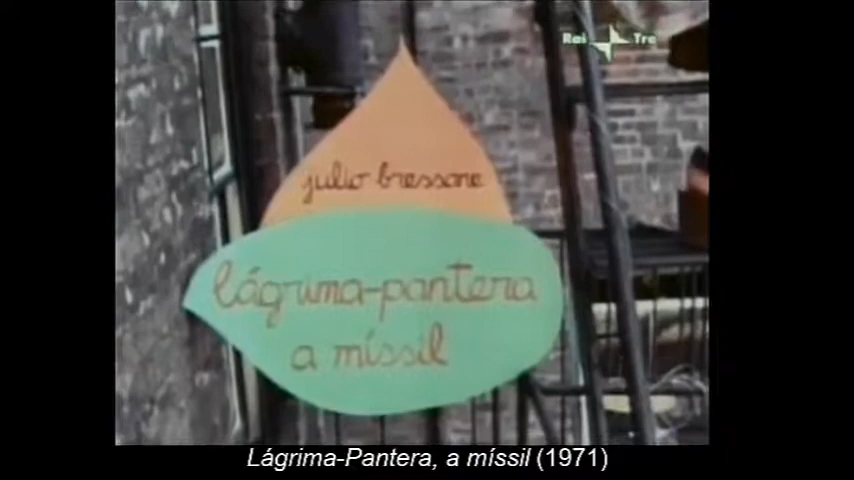 Rai Tre
julio bressane
lágrima-pantera
a míssil
Lágrima-Pantera, a míssil (1971)